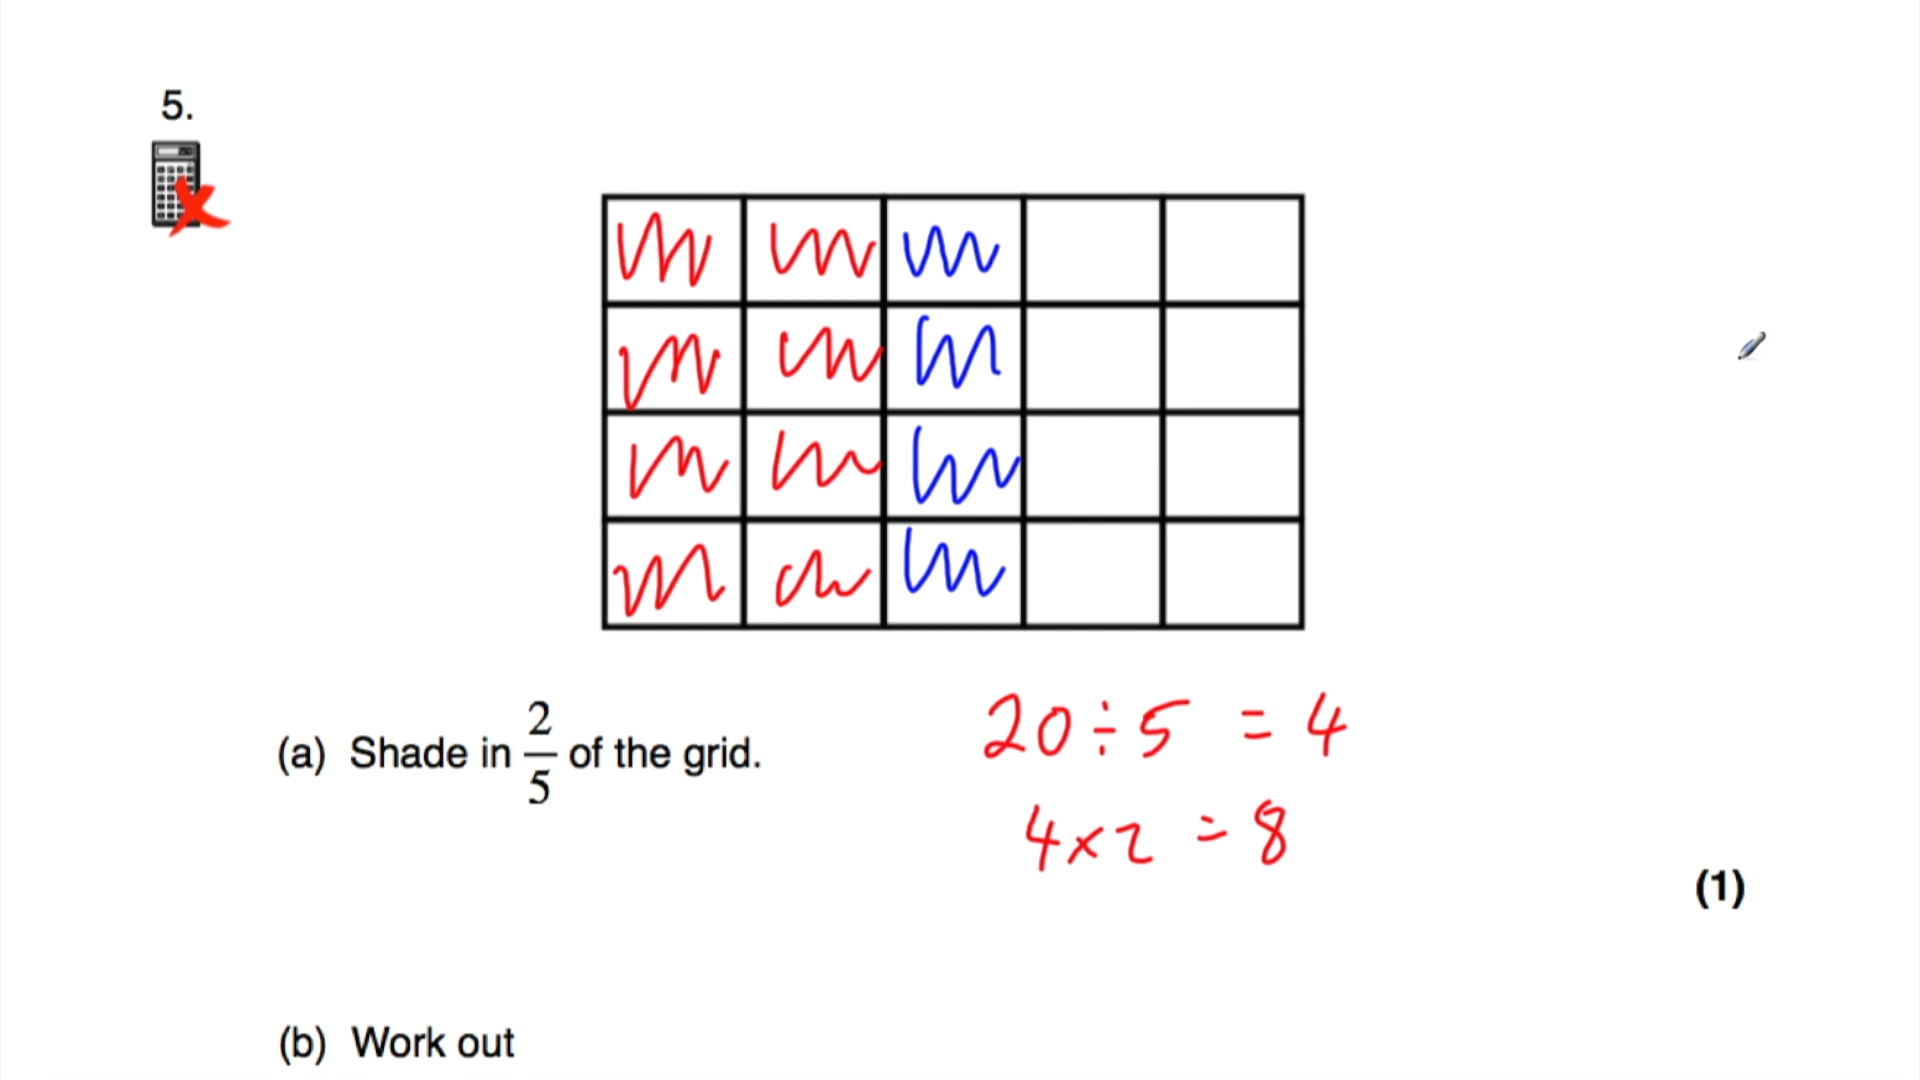 5.
(a) Shade in 2/5 of the grid.
20 ÷ 5 = 4
4 × 2 = 8
(1)
(b) Work out